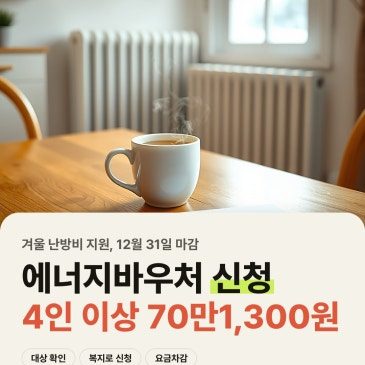 겨울 난방비 지원, 12월 31일 마감
에너지바우처 신청
4인 이상 70만1,300원
대상 확인 복지로 신청 요금차감